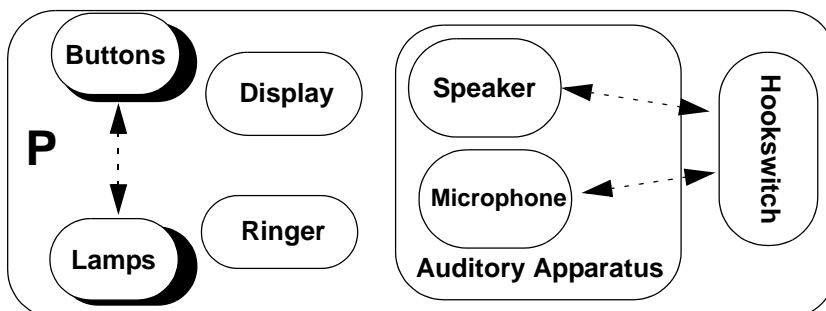 Buttons
Display
Speaker
Hookswitch
P
Microphone
Ringer
Lamps
Auditory Apparatus